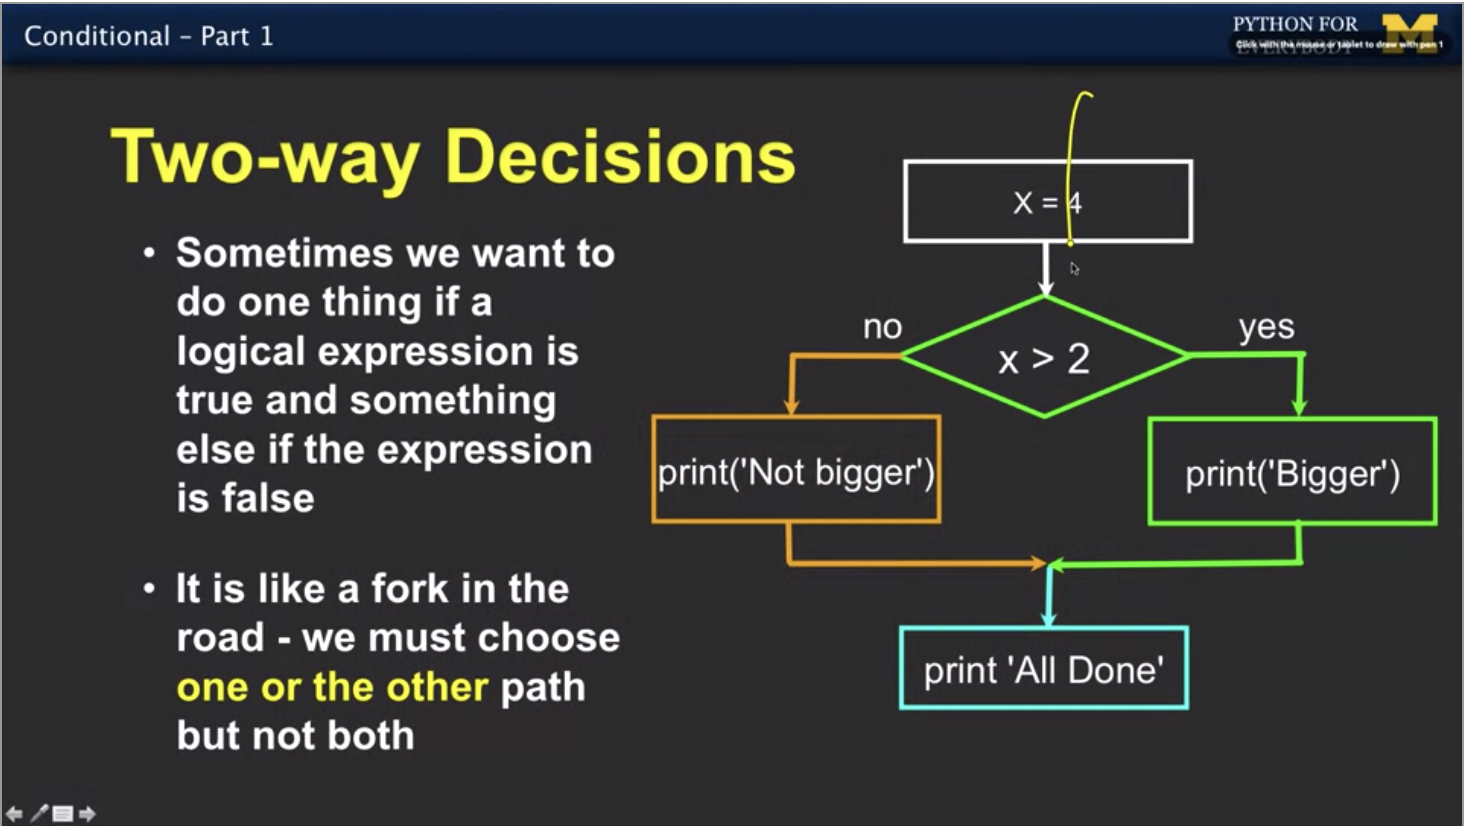 Conditional – Part 1
PYTHON FOR
EVERYBODY
Click with the mouse or tablet to draw with pen 1
Two-way Decisions
• Sometimes we want to
do one thing if a
logical expression is
true and something
else if the expression
is false
• It is like a fork in the
road - we must choose
one or the other path
but not both
X = 4
x > 2
no
yes
print('Not bigger')
print('Bigger')
print 'All Done'